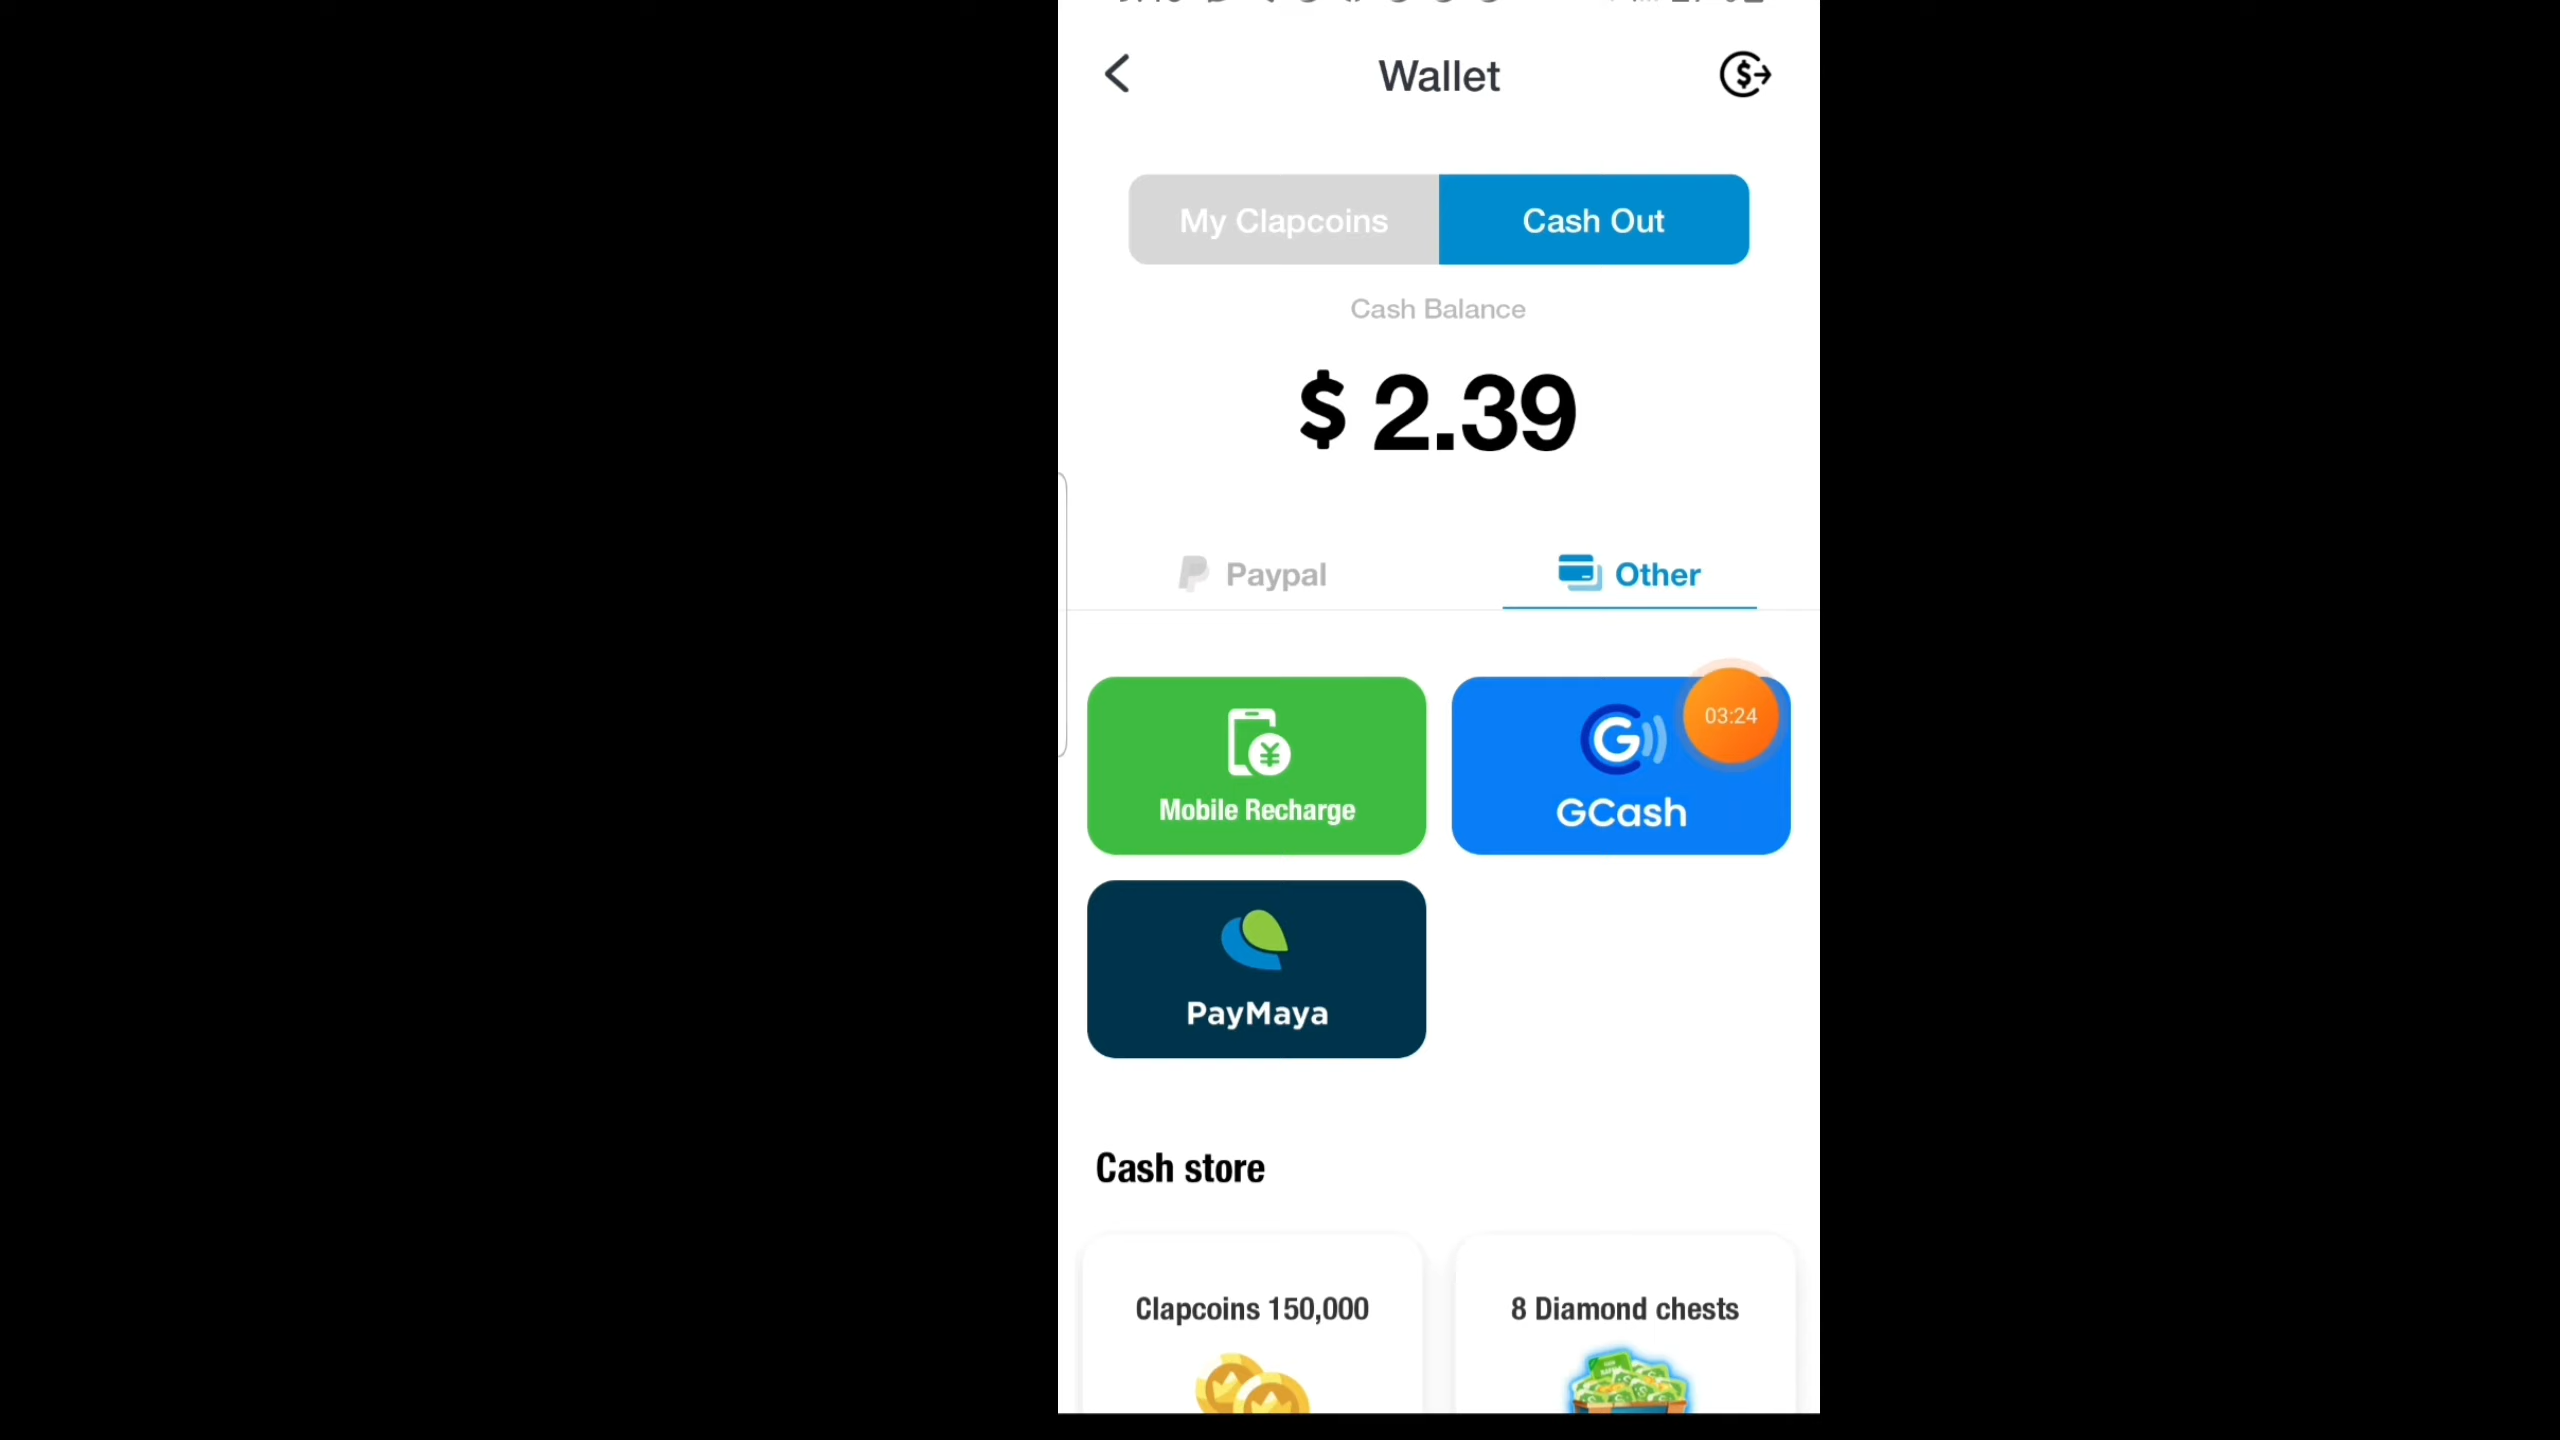 Wallet
My Clapcoins
Cash Out
Cash Balance
$ 2.39
Paypal
Other
03:24
Mobile Recharge
GCash
PayMaya
Cash store
Clapcoins 150,000
8 Diamond chests